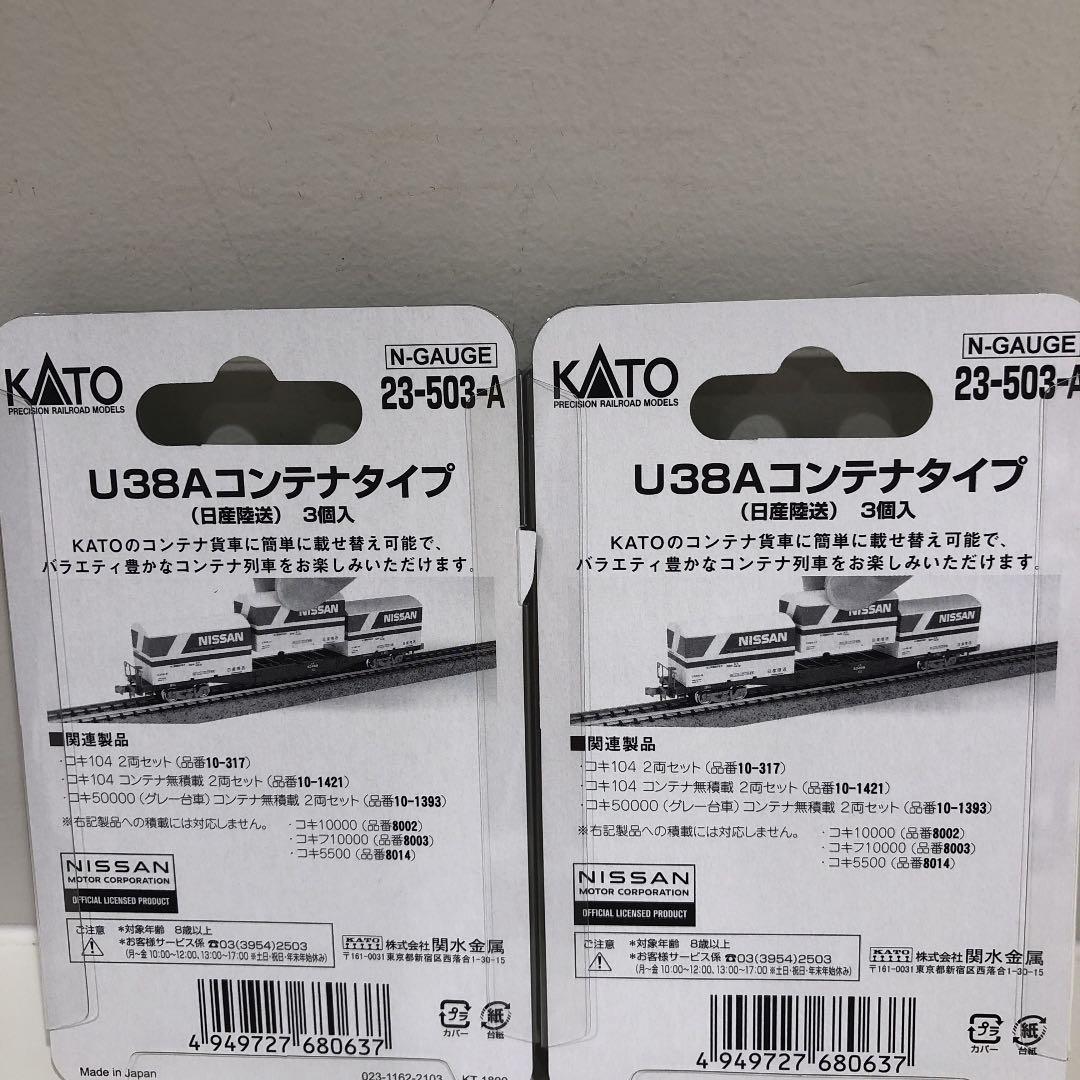 KATO
PRECISION RAILROAD MODELS
N-GAUGE
23-503-A
U38Aコンテナタイプ
(日産陸送) 3個入
KATOのコンテナ貨車に簡単に載せ替え可能で、
バラエティ豊かなコンテナ列車をお楽しみいただけます。
NISSAN
NISSAN
NISSAN
日産陸送
■関連製品
・コキ104 2両セット(品番10-317)
・コキ104 コンテナ無積載 2両セット(品番10-1421)
・コキ50000(グレー台車)コンテナ無積載 2両セット(品番10-1393)
※右記製品への積載には対応しません。
・コキ10000(品番8002)
・コキフ10000(品番8003)
・コキ5500(品番8014)
NISSAN
MOTOR CORPORATION
OFFICIAL LICENSED PRODUCT
ご注意
*対象年齢 8歳以上
*お客様サービス係 ☎03(3954)2503
(月〜金 10:00〜12:00、13:00〜17:00 ※土日・祝日・年末年始休み)
KATO 株式会社 関水金属
〒161-0031 東京都新宿区西落合1-30-15
プラ
カバー
紙
台紙
4 949727 680637
Made in Japan
023-1162-2103
KATO
PRECISION RAILROAD MODELS
N-GAUGE
23-503-A
U38Aコンテナタイプ
(日産陸送) 3個入
KATOのコンテナ貨車に簡単に載せ替え可能で、
バラエティ豊かなコンテナ列車をお楽しみいただけます。
NISSAN
NISSAN
NISSAN
日産陸送
■関連製品
・コキ104 2両セット(品番10-317)
・コキ104 コンテナ無積載 2両セット(品番10-1421)
・コキ50000(グレー台車)コンテナ無積載 2両セット(品番10-1393)
※右記製品への積載には対応しません。
・コキ10000(品番8002)
・コキフ10000(品番8003)
・コキ5500(品番8014)
NISSAN
MOTOR CORPORATION
OFFICIAL LICENSED PRODUCT
ご注意
*対象年齢 8歳以上
*お客様サービス係 ☎03(3954)2503
(月〜金 10:00〜12:00、13:00〜17:00 ※土日・祝日・年末年始休み)
KATO 株式会社 関水金属
〒161-0031 東京都新宿区西落合1-30-15
プラ
カバー
紙
台紙
4 949727 680637